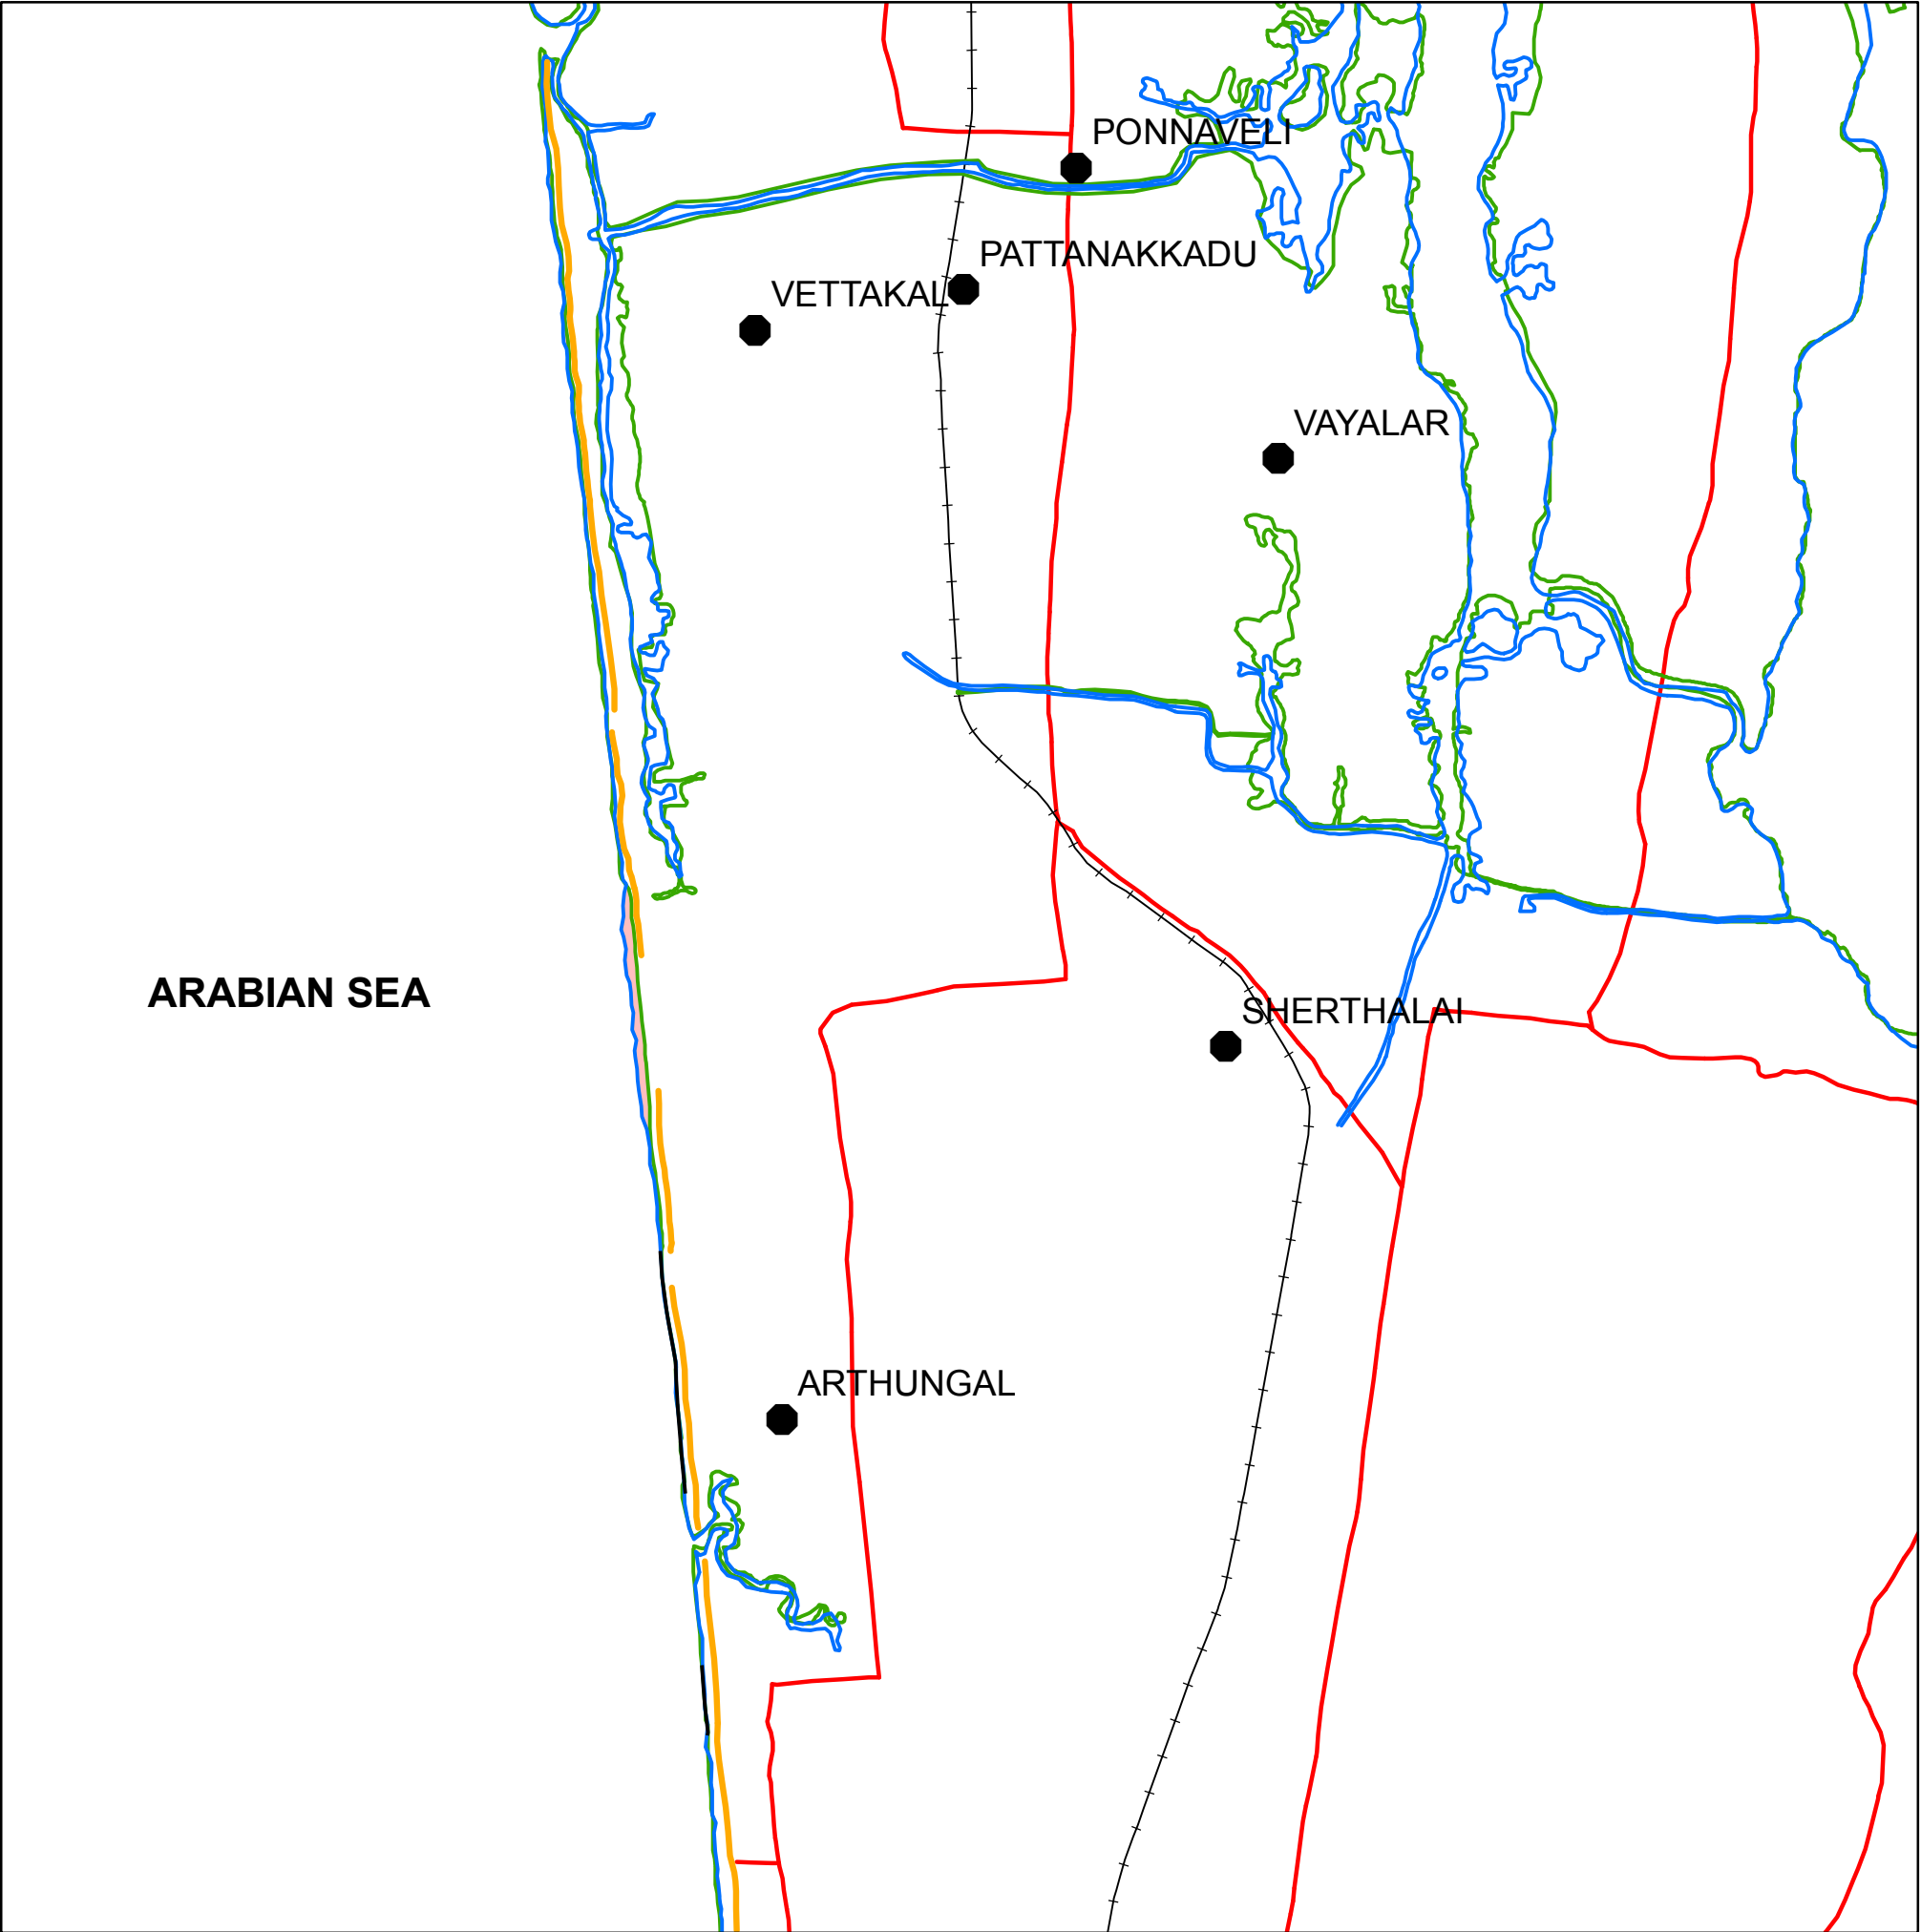 PONNAVELI
PATTANAKKADU
VETTAKAL
VAYALAR
ARABIAN SEA
SHERTHALAI
ARTHUNGAL